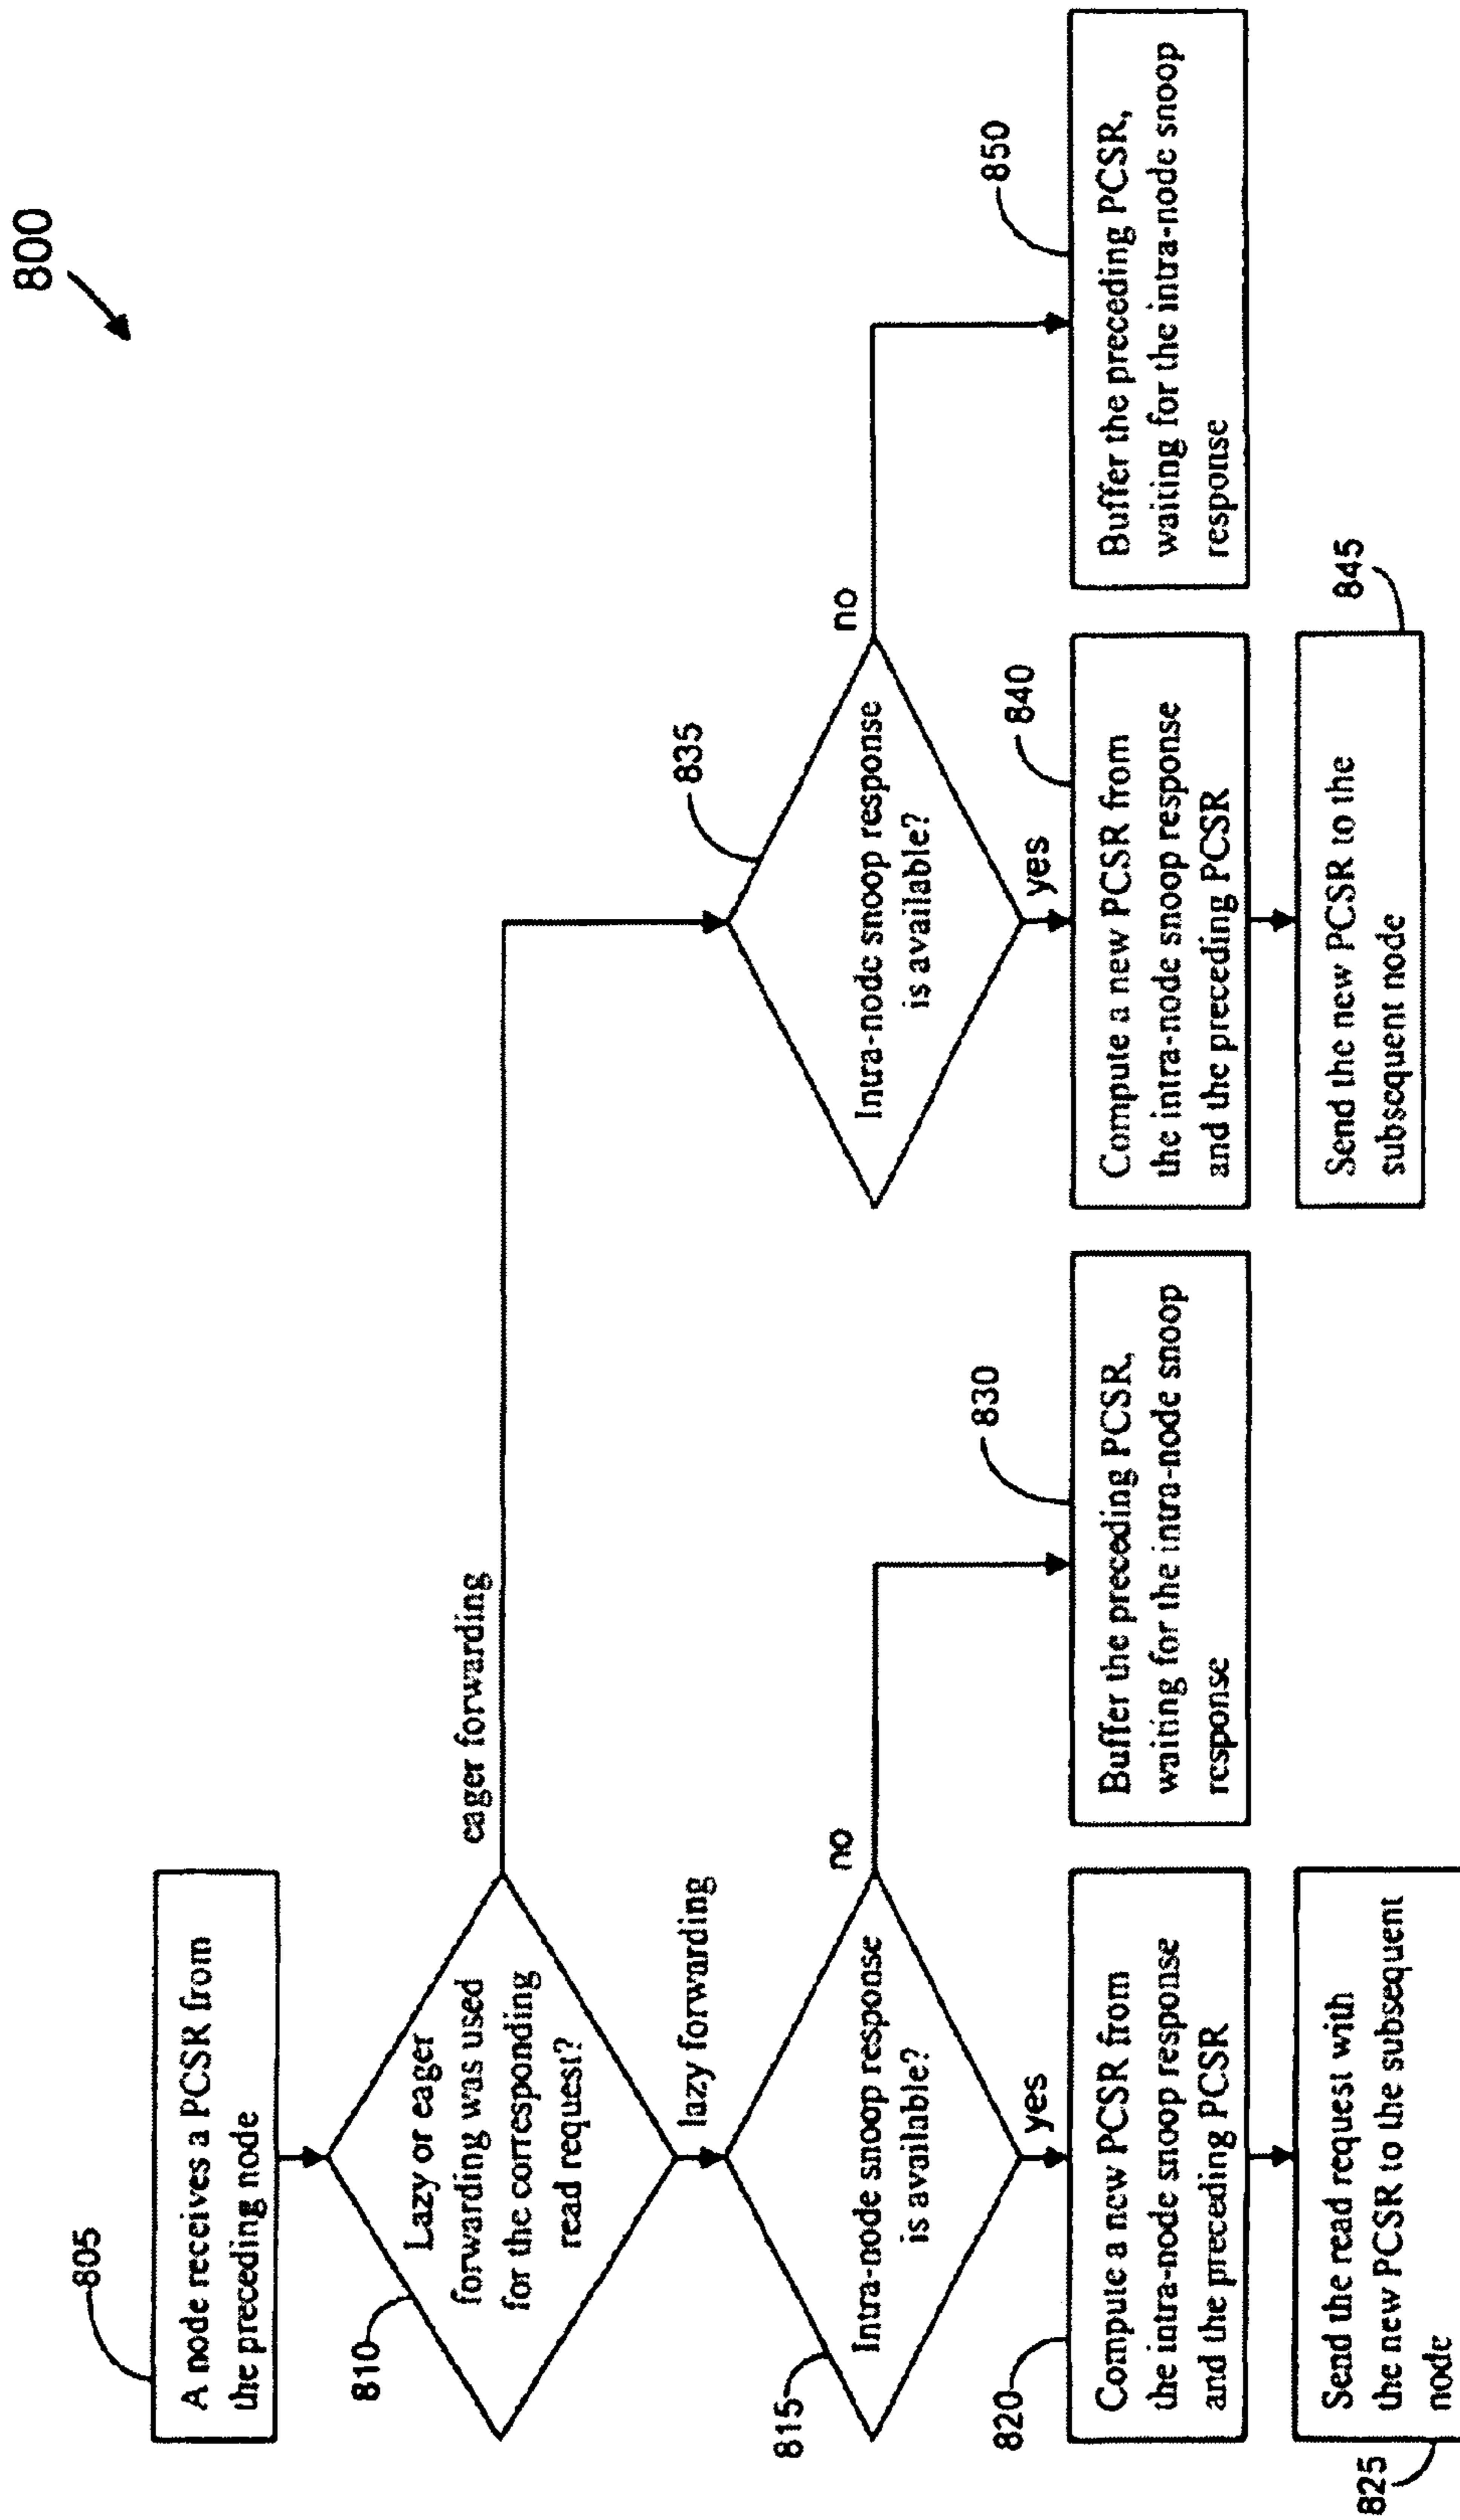 800
805
A node receives a PCSR from
the preceding node
810
Lazy or eager
forwarding was used
for the corresponding
read request?
eager forwarding
lazy forwarding
815
Intra-node snoop response
is available?
no
yes
820
Compute a new PCSR from
the intra-node snoop response
and the preceding PCSR
825
Send the read request with
the new PCSR to the subsequent
node
830
Buffer the preceding PCSR,
waiting for the intra-node snoop
response
835
Intra-node snoop response
is available?
no
yes
840
Compute a new PCSR from
the intra-node snoop response
and the preceding PCSR
845
Send the new PCSR to the
subsequent node
850
Buffer the preceding PCSR,
waiting for the intra-node snoop
response